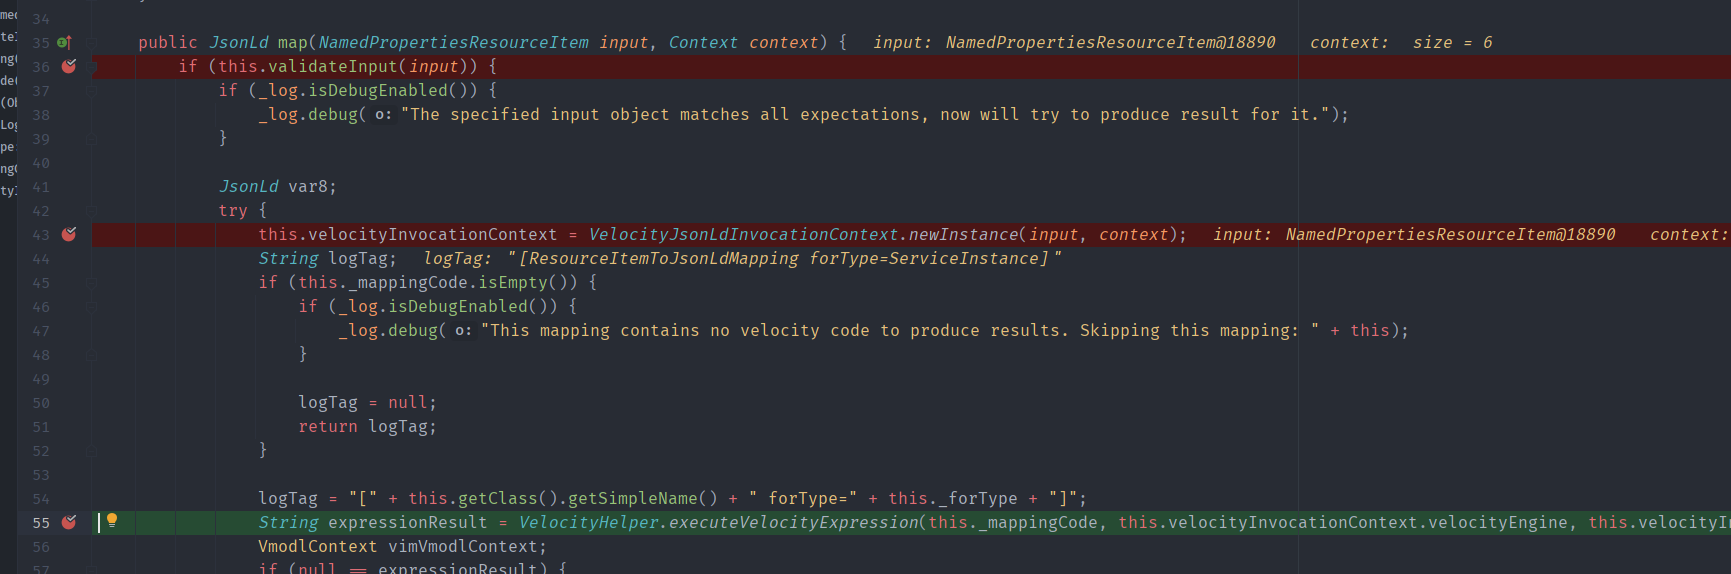 med
34
te
35 public JsonLd map(NamedPropertiesResourceItem input, Context context) { input: NamedPropertiesResourceItem@18890 context: size = 6
ng(
36 if (this.validateInput(input)) {
de(
37 if (_log.isDebugEnabled()) {
(Ob
38 _log.debug( o: "The specified input object matches all expectations, now will try to produce result for it.");
Log
39 }
pe
40
ng
41 JsonLd var8;
ty
42 try {
43 this.velocityInvocationContext = VelocityJsonLdInvocationContext.newInstance(input, context); input: NamedPropertiesResourceItem@18890 context:
44 String logTag; logTag: "[ResourceItemToJsonLdMapping forType=ServiceInstance]"
45 if (this._mappingCode.isEmpty()) {
46 if (_log.isDebugEnabled()) {
47 _log.debug( o: "This mapping contains no velocity code to produce results. Skipping this mapping: " + this);
48 }
49
50 logTag = null;
51 return logTag;
52 }
53
54 logTag = "[" + this.getClass().getSimpleName() + " forType=" + this._forType + "]";
55 String expressionResult = VelocityHelper.executeVelocityExpression(this._mappingCode, this.velocityInvocationContext.velocityEngine, this.velocityI
56 VmodlContext vimVmodlContext;
57 if (null == expressionResult) {